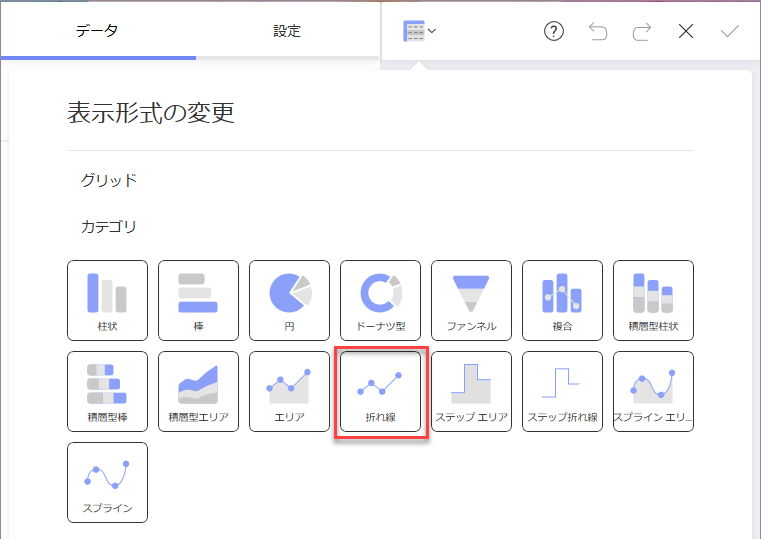 データ 設定
表示形式の変更
グリッド
カテゴリ
柱状 棒 円 ドーナツ型 ファンネル 複合 積層型柱状
積層型棒 積層型エリア エリア 折れ線 ステップ エリア ステップ折れ線 スプライン エリ...
スプライン